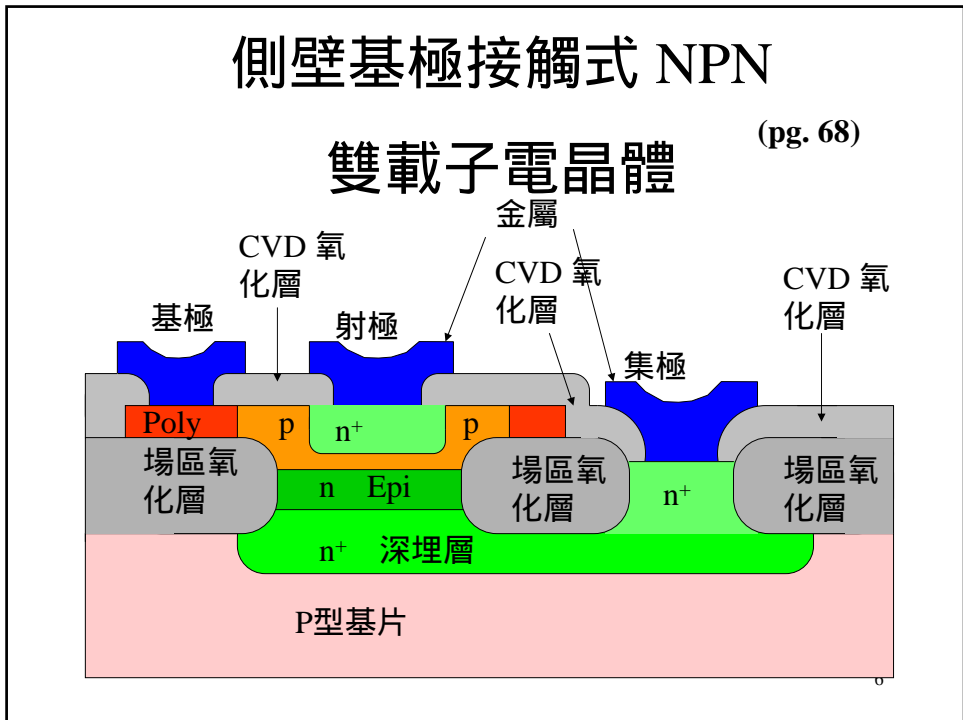 側壁基極接觸式 NPN
(pg. 68)
雙載子電晶體
金屬
CVD 氧
化層
CVD 氧
化層
CVD 氧
化層
基極
射極
集極
Poly
p
n+
p
場區氧
化層
n Epi
場區氧
化層
n+
場區氧
化層
n+ 深埋層
P型基片
6